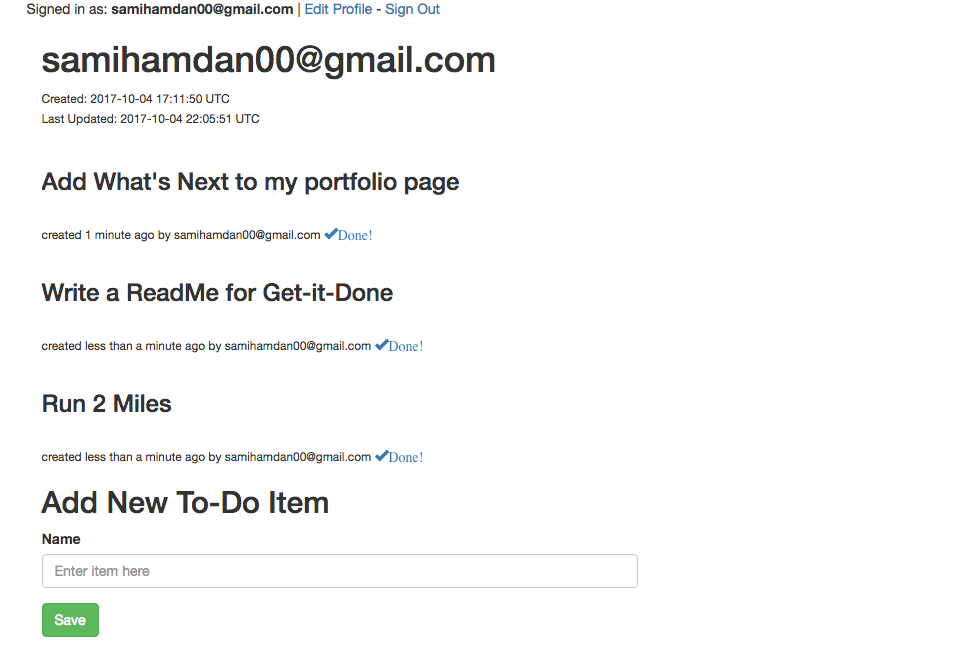 Signed in as: samihamdan00@gmail.com | Edit Profile - Sign Out
samihamdan00@gmail.com
Created: 2017-10-04 17:11:50 UTC
Last Updated: 2017-10-04 22:05:51 UTC
Add What's Next to my portfolio page
created 1 minute ago by samihamdan00@gmail.com ✔Done!
Write a ReadMe for Get-it-Done
created less than a minute ago by samihamdan00@gmail.com ✔Done!
Run 2 Miles
created less than a minute ago by samihamdan00@gmail.com ✔Done!
Add New To-Do Item
Name
Enter item here
Save